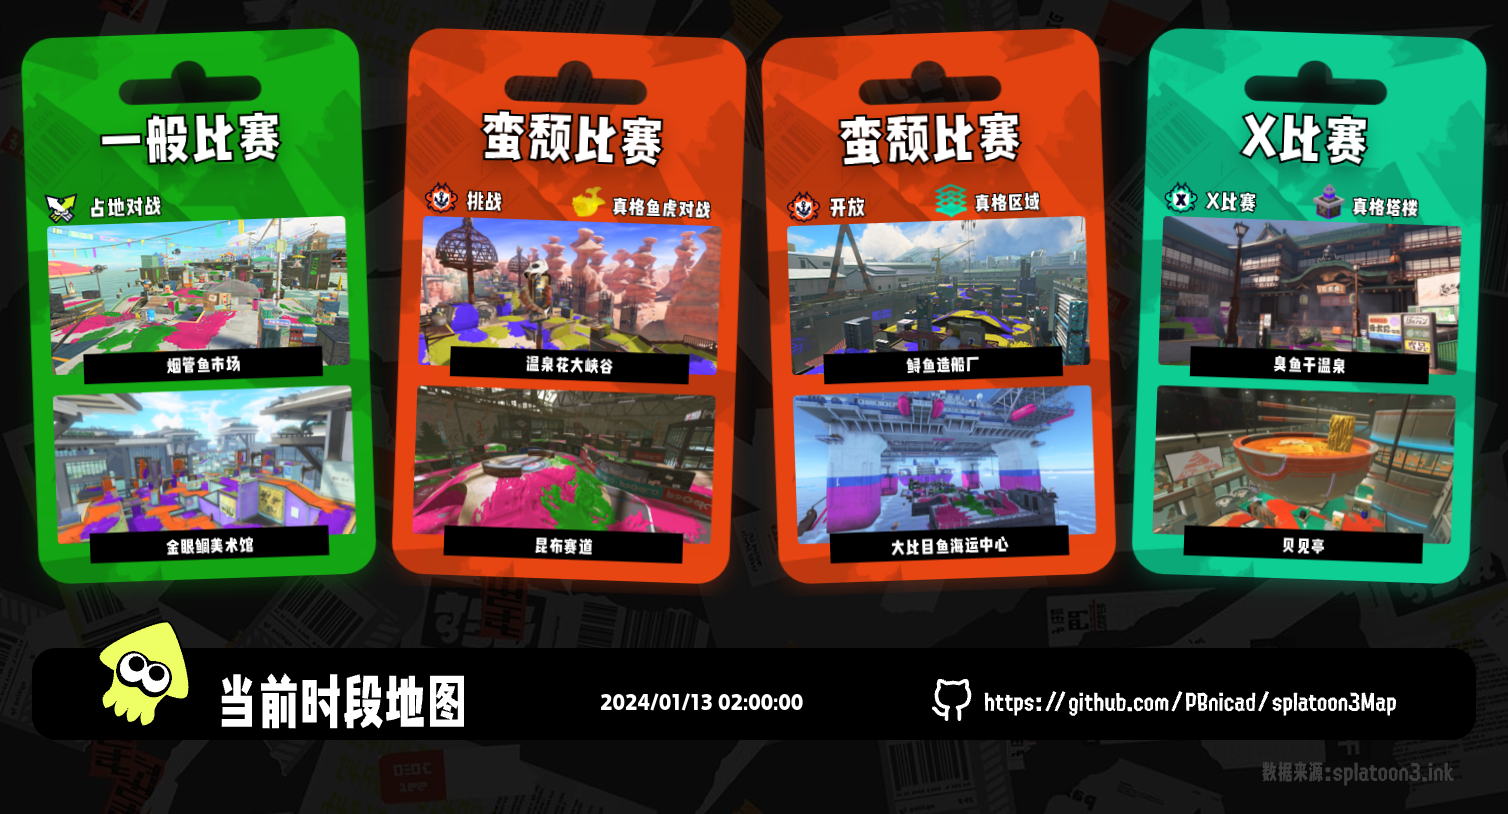 一般比赛
占地对战
烟管鱼市场
金眼鲷美术馆
蛮颓比赛
挑战
真格鱼虎对战
温泉花大峡谷
昆布赛道
蛮颓比赛
开放
真格区域
鲟鱼造船厂
大比目鱼海运中心
X比赛
X比赛
真格塔楼
臭鱼干温泉
贝见亭
当前时段地图
2024/01/13 02:00:00
https://github.com/PBnicad/splatoon3Map
数据来源:splatoon3.ink